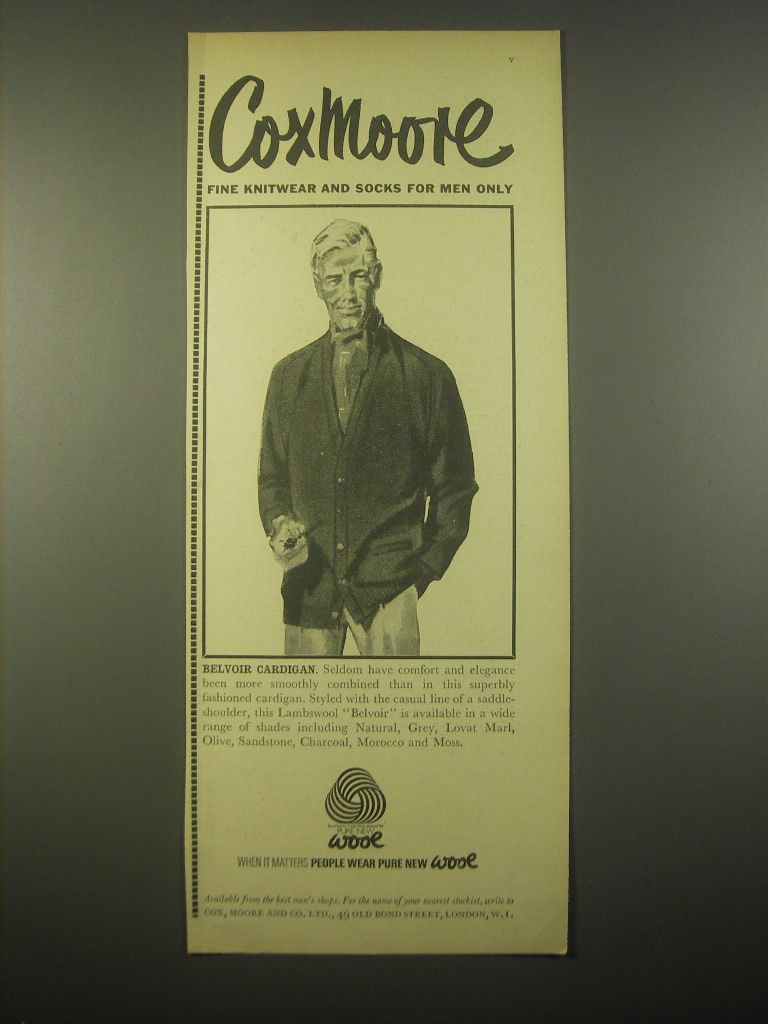 v
CoxMoore
FINE KNITWEAR AND SOCKS FOR MEN ONLY
BELVOIR CARDIGAN. Seldom have comfort and elegance
been more smoothly combined than in this superbly
fashioned cardigan. Styled with the casual line of a saddle-
shoulder, this Lambswool "Belvoir" is available in a wide
range of shades including Natural, Grey, Lovat Marl,
Olive, Sandstone, Charcoal, Morocco and Moss.
PURE NEW
wool
WHEN IT MATTERS PEOPLE WEAR PURE NEW wool
Available from the best men's shops. For the name of your nearest stockist, write to
COX, MOORE AND CO. LTD., 49 OLD BOND STREET, LONDON, W.1.